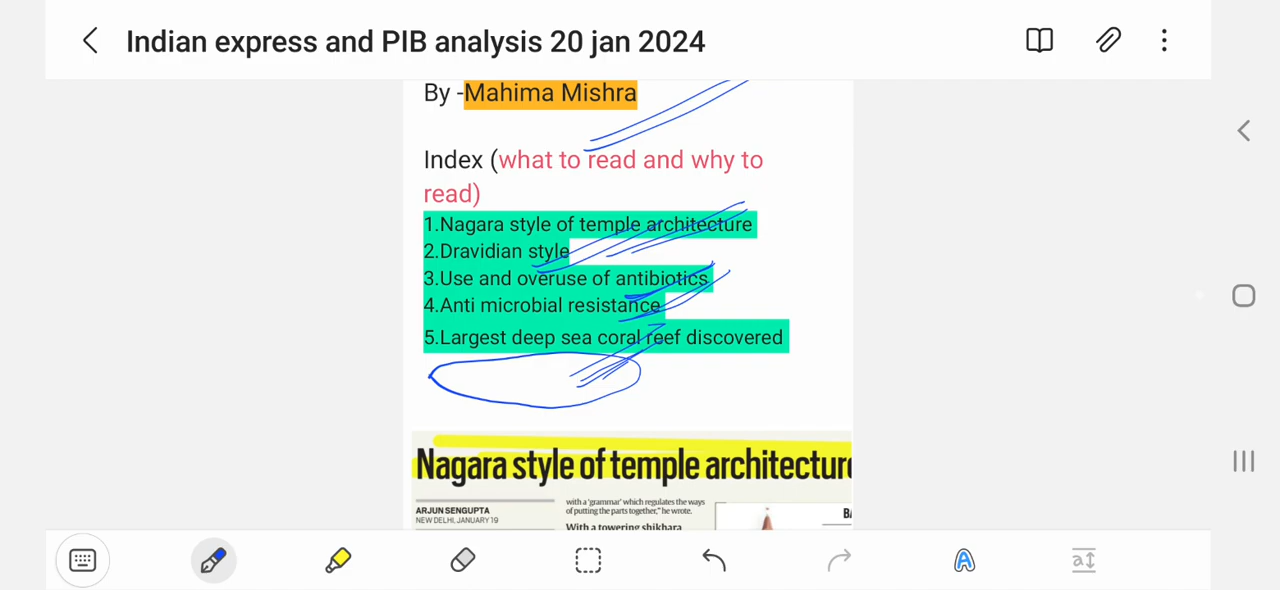 Indian express and PIB analysis 20 jan 2024
By -Mahima Mishra
Index (what to read and why to
read)
1.Nagara style of temple architecture
2.Dravidian style
3.Use and overuse of antibiotics
4.Anti microbial resistance
5.Largest deep sea coral reef discovered
Nagara style of temple architecture
ARJUN SENGUPTA
NEW DELHI, JANUARY 19
with a 'grammar' which regulates the ways
of putting the parts together," he wrote.
With a towering shikhara